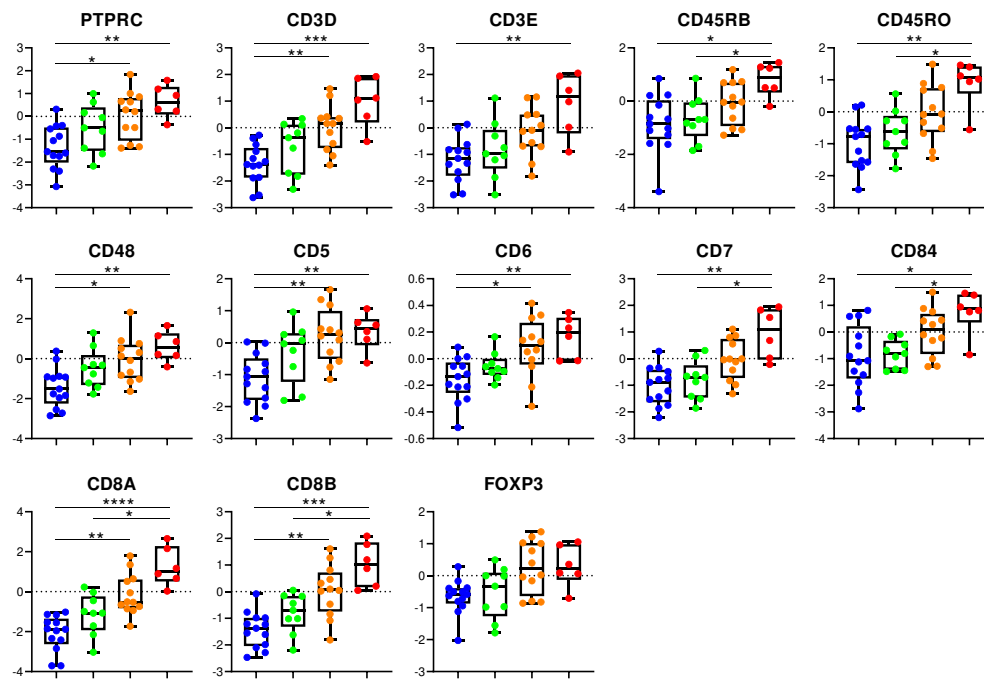 PTPRC CD3D CD3E CD45RB CD45RO
** *** ** * **
* ** * *
3 2 3 2 2
2
1 1 2 1
1
0 0 1 0 0
-1 0
-2 -1 -1 -2 -1
-3 -2 -2
-4 -3 -3 -4 -3
CD48 CD5 CD6 CD7 CD84
** ** ** ** *
* ** * * *
4 2 0.6 3 2
0.4 2
2 1 0.2 1 0
0 0 0.0 0
-1 -0.2 -1 -2
-2 -2 -0.4 -2
-4 -3 -0.6 -3 -4
CD8A CD8B FOXP3
**** ***
* *
** **
4 3 2
2 2 1
1
0 0 0
-1 -1
-2 -2 -2
-4 -3 -3